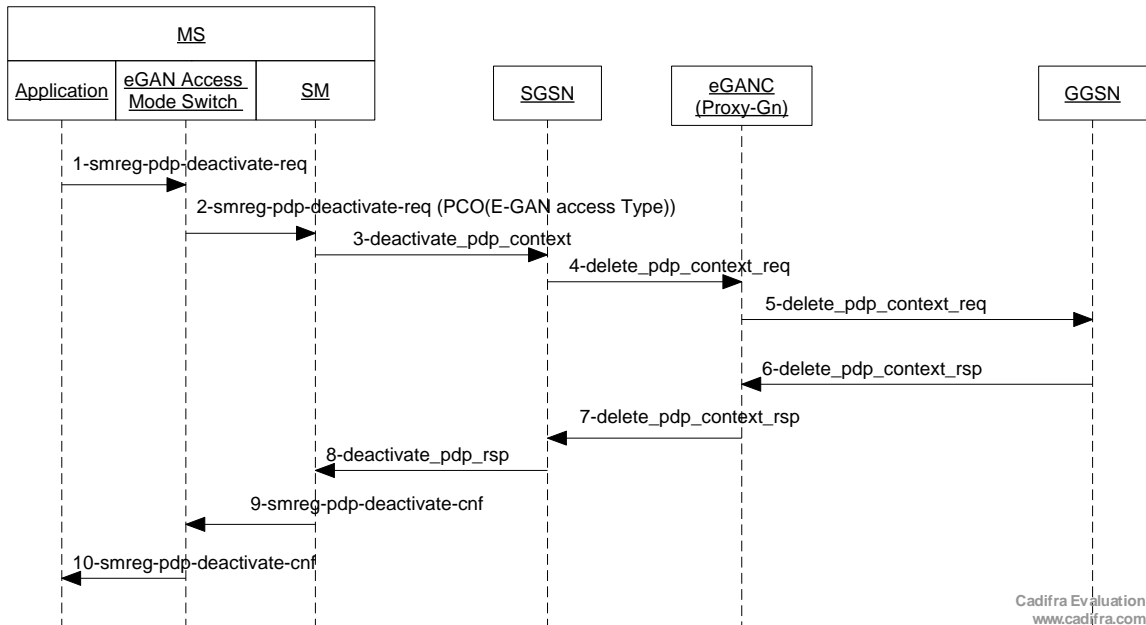 MS
Application
eGAN Access
Mode Switch
SM
SGSN
eGANC
(Proxy-Gn)
GGSN
1-smreg-pdp-deactivate-req
2-smreg-pdp-deactivate-req (PCO(E-GAN access Type))
3-deactivate_pdp_context
4-delete_pdp_context_req
5-delete_pdp_context_req
6-delete_pdp_context_rsp
7-delete_pdp_context_rsp
8-deactivate_pdp_rsp
9-smreg-pdp-deactivate-cnf
10-smreg-pdp-deactivate-cnf
Cadifra Evaluation
www.cadifra.com